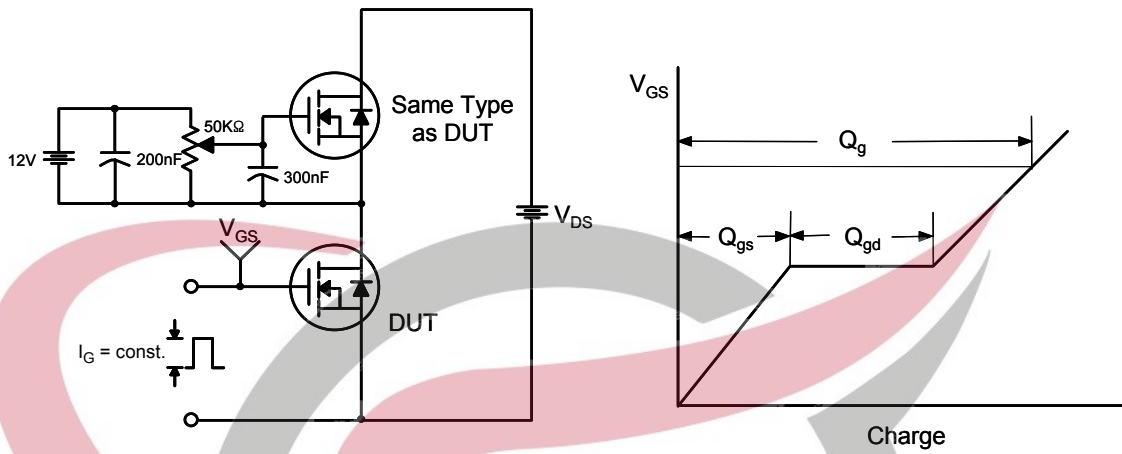 Same Type
as DUT
50KΩ
12V
200nF
300nF
V_GS
V_DS
DUT
I_G = const.
V_GS
Q_g
Q_gs
Q_gd
Charge